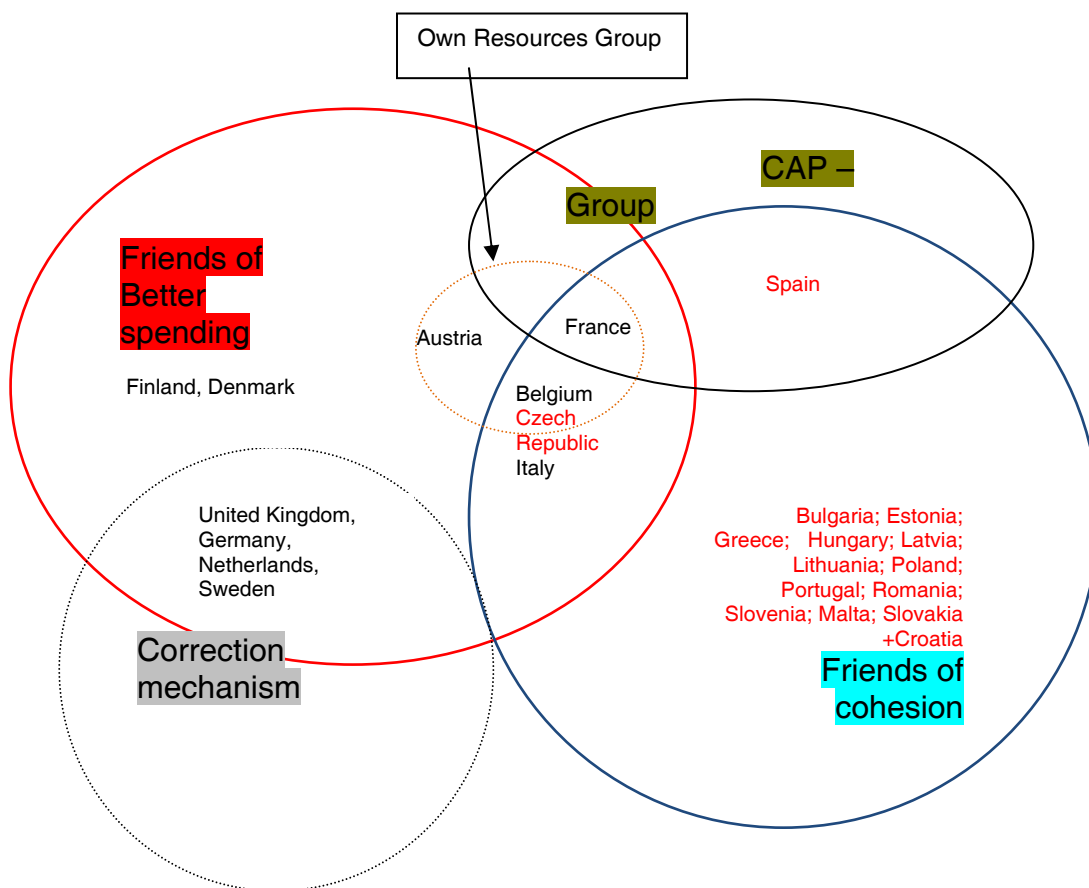 Own Resources Group
CAP –
Group
Friends of
Better
spending
Spain
Austria
France
Finland, Denmark
Belgium
Czech
Republic
Italy
United Kingdom,
Germany,
Netherlands,
Sweden
Bulgaria; Estonia;
Greece; Hungary; Latvia;
Lithuania; Poland;
Portugal; Romania;
Slovenia; Malta; Slovakia
+Croatia
Correction
mechanism
Friends of
cohesion